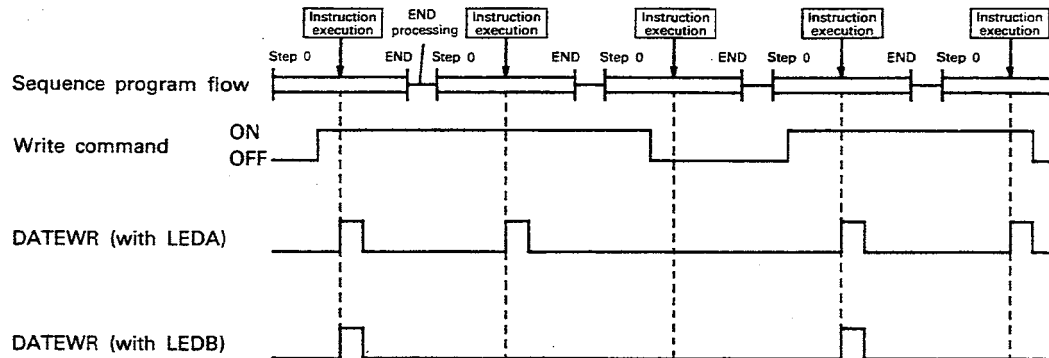 Instruction execution
END processing
Instruction execution
Instruction execution
Instruction execution
Instruction execution
Step 0 END Step 0 END Step 0 END Step 0 END Step 0
Sequence program flow
ON
Write command
OFF
DATEWR (with LEDA)
DATEWR (with LEDB)